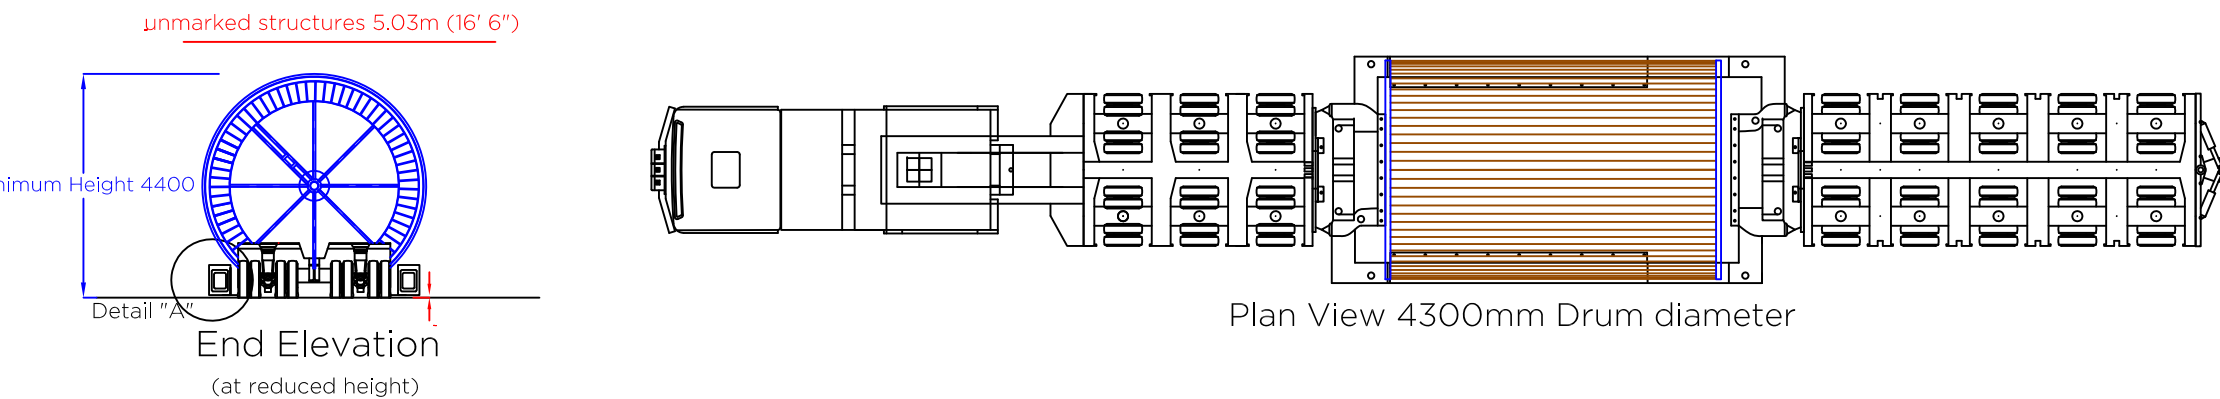 unmarked structures 5.03m (16' 6")
nimum Height 4400
Detail "A"
End Elevation
(at reduced height)
Plan View 4300mm Drum diameter